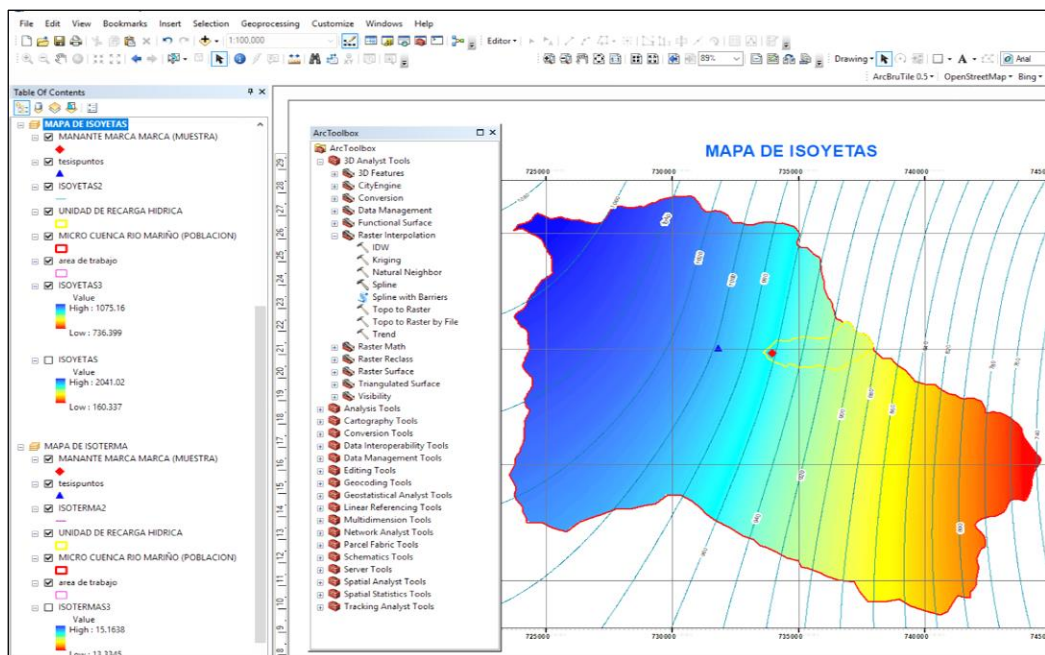 File Edit View Bookmarks Insert Selection Geoprocessing Customize Windows Help
1:100,000
Editor
89%
Drawing
A
Arial
ArcBruTile 0.5 OpenStreetMap Bing
Table Of Contents
MAPA DE ISOYETAS
MANANTE MARCA MARCA (MUESTRA)
tesispuntos
ISOYETAS2
UNIDAD DE RECARGA HIDRICA
MICRO CUENCA RIO MARIÑO (POBLACION)
area de trabajo
ISOYETAS3
Value
High : 1075.16
Low : 736.399
ISOYETAS
Value
High : 2041.02
Low : 160.337
MAPA DE ISOTERMA
MANANTE MARCA MARCA (MUESTRA)
tesispuntos
ISOTERMA2
UNIDAD DE RECARGA HIDRICA
MICRO CUENCA RIO MARIÑO (POBLACION)
area de trabajo
ISOTERMAS3
Value
High : 15.1638
Low : 13.3345
ArcToolbox
ArcToolbox
3D Analyst Tools
3D Features
CityEngine
Conversion
Data Management
Functional Surface
Raster Interpolation
IDW
Kriging
Natural Neighbor
Spline
Spline with Barriers
Topo to Raster
Topo to Raster by File
Trend
Raster Math
Raster Reclass
Raster Surface
Triangulated Surface
Visibility
Analysis Tools
Cartography Tools
Conversion Tools
Data Interoperability Tools
Data Management Tools
Editing Tools
Geocoding Tools
Geostatistical Analyst Tools
Linear Referencing Tools
Multidimension Tools
Network Analyst Tools
Parcel Fabric Tools
Schematics Tools
Server Tools
Spatial Analyst Tools
Spatial Statistics Tools
Tracking Analyst Tools
MAPA DE ISOYETAS
725000 730000 735000 740000 745
725000 730000 735000 740000 745